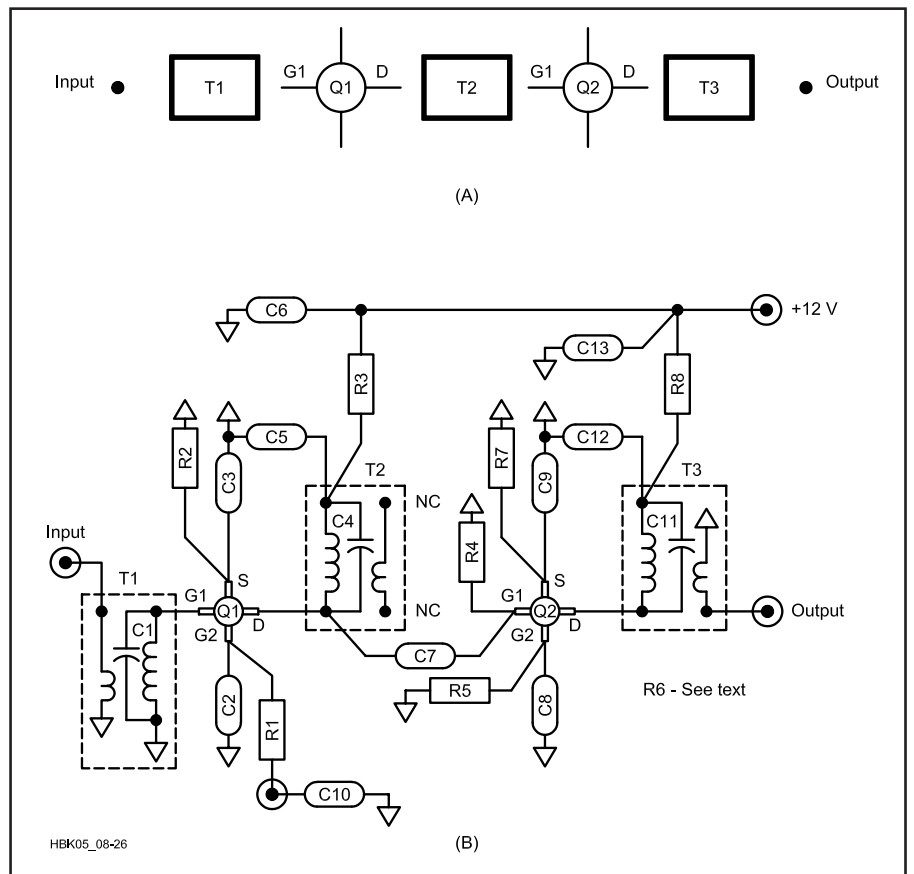 Input
T1
G1
Q1
D
T2
G1
Q2
D
T3
Output
(A)
C6
+12 V
C13
R3
R8
C5
C12
R2
C3
R7
C9
T2
T3
NC
C4
C11
R4
Input
T1
S
G1
Q1
D
G2
NC
S
G1
Q2
D
G2
Output
C1
C7
R5
R6 - See text
C2
R1
C8
C10
HBK05_08-26
(B)